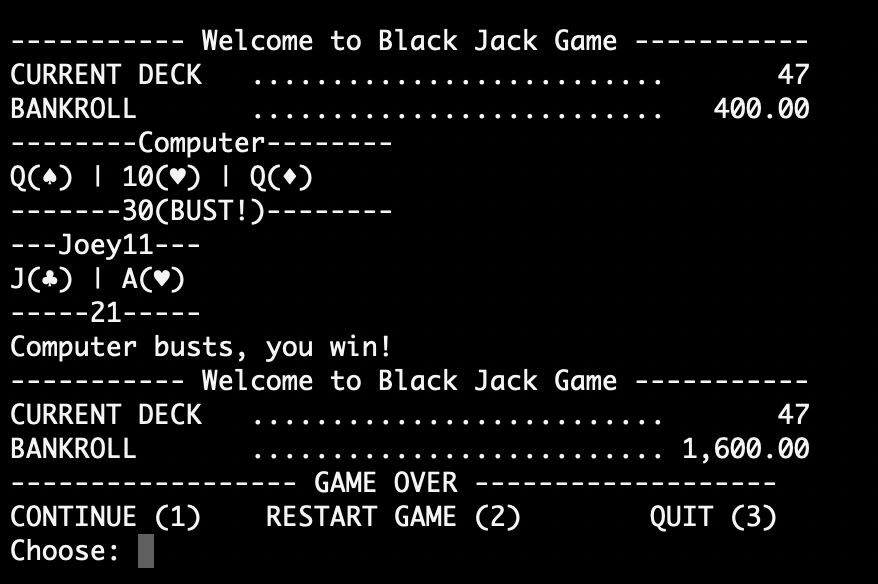 ----------- Welcome to Black Jack Game -----------
CURRENT DECK   ..........................       47
BANKROLL       ..........................   400.00
--------Computer--------
Q(♠) | 10(♥) | Q(♦)
-------30(BUST!)--------
---Joey11---
J(♣) | A(♥)
-----21-----
Computer busts, you win!
----------- Welcome to Black Jack Game -----------
CURRENT DECK   ..........................       47
BANKROLL       .......................... 1,600.00
------------------ GAME OVER -------------------
CONTINUE (1)    RESTART GAME (2)        QUIT (3)
Choose: